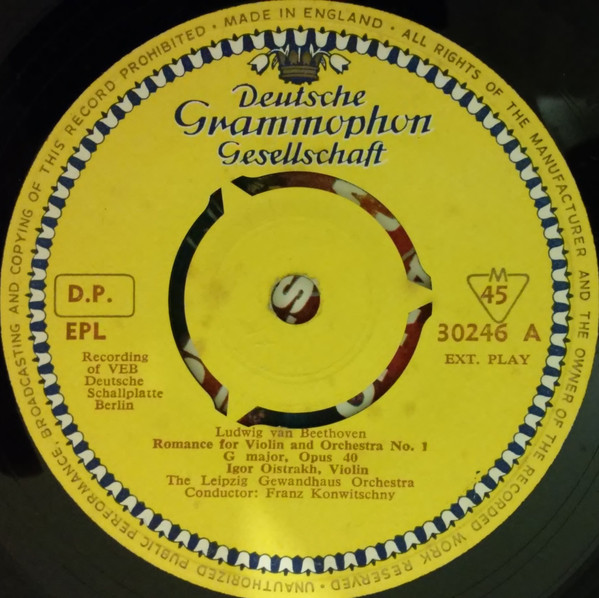 MADE IN ENGLAND · ALL RIGHTS OF THE MANUFACTURER AND THE OWNER OF THE RECORDED WORK RESERVED · UNAUTHORIZED PUBLIC PERFORMANCE, BROADCASTING AND COPYING OF THIS RECORD PROHIBITED ·
Deutsche
Grammophon
Gesellschaft
D.P.
EPL
Recording
of VEB
Deutsche
Schallplatte
Berlin
M
45
30246 A
EXT. PLAY
S
Ludwig van Beethoven
Romance for Violin and Orchestra No. 1
G major, Opus 40
Igor Oistrakh, Violin
The Leipzig Gewandhaus Orchestra
Conductor: Franz Konwitschny